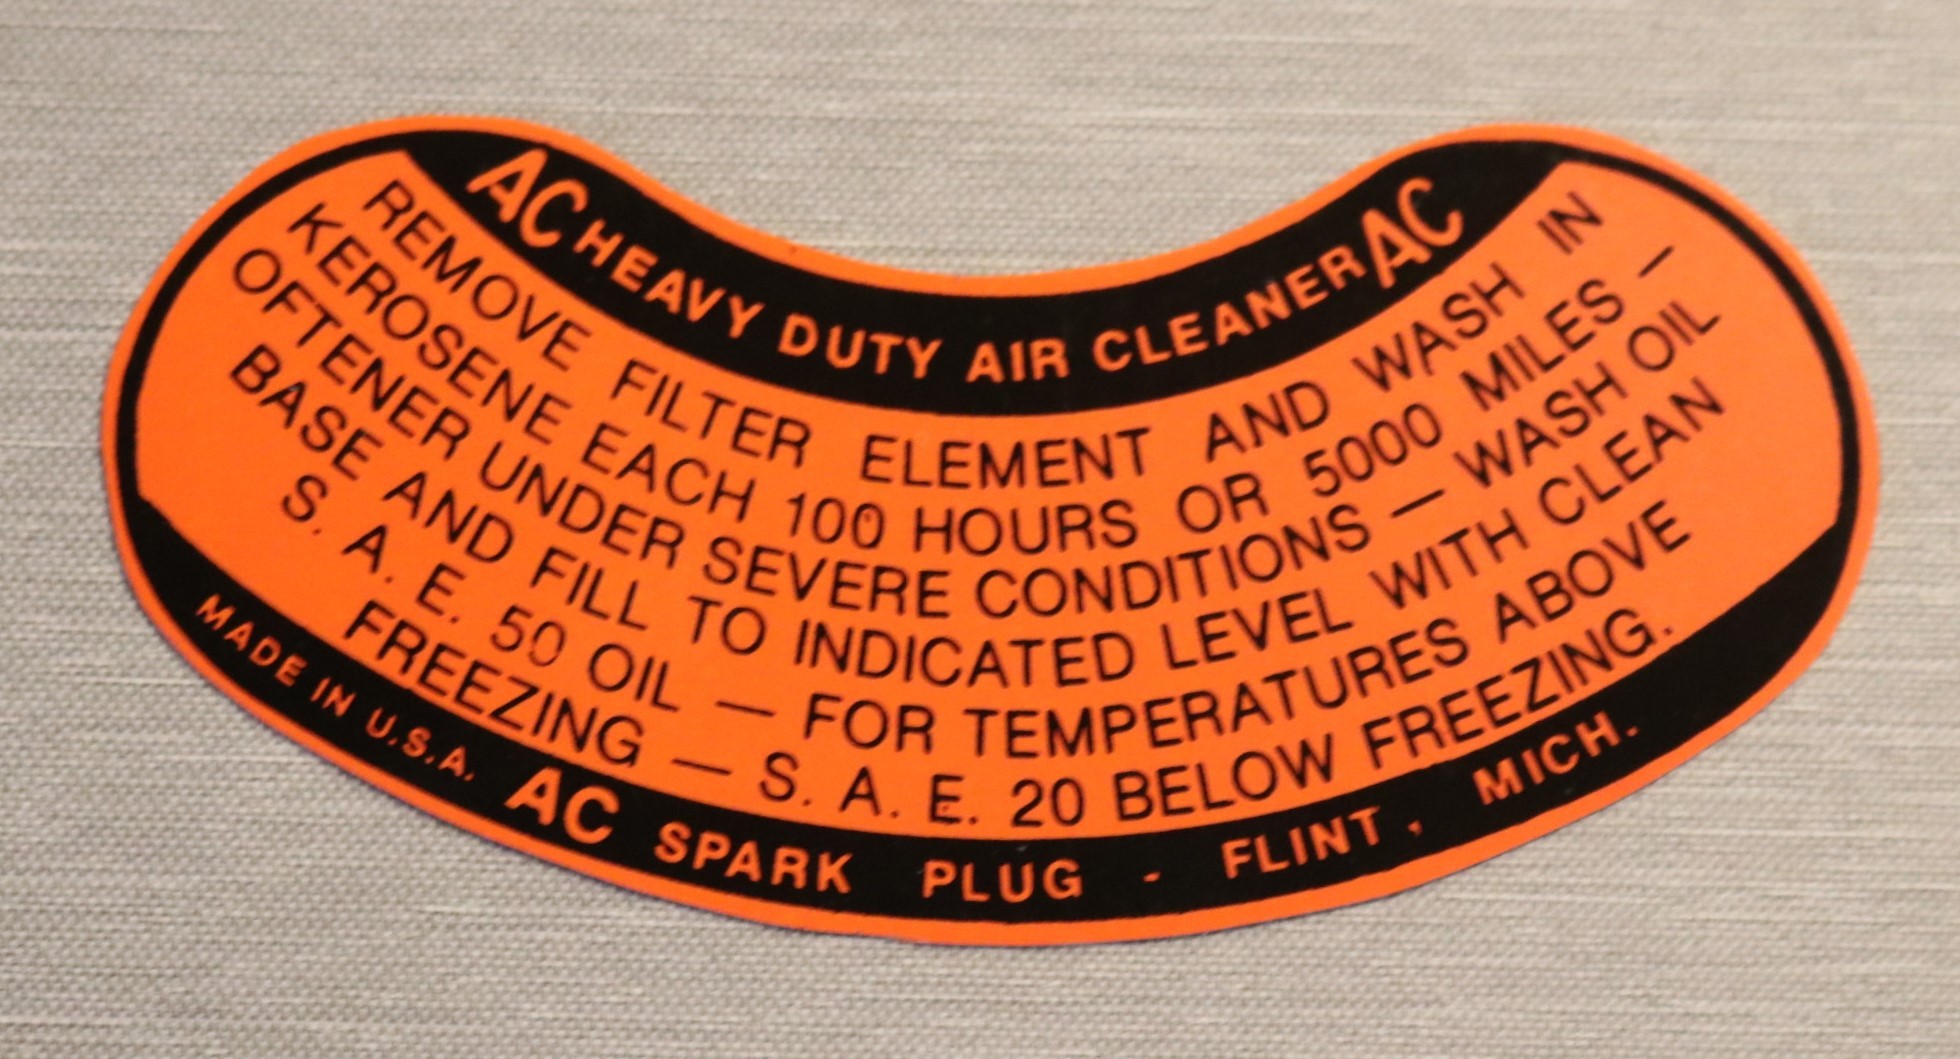 AC HEAVY DUTY AIR CLEANER AC
REMOVE FILTER ELEMENT AND WASH IN
KEROSENE EACH 100 HOURS OR 5000 MILES —
OFTENER UNDER SEVERE CONDITIONS — WASH OIL
BASE AND FILL TO INDICATED LEVEL WITH CLEAN
S. A. E. 50 OIL — FOR TEMPERATURES ABOVE
FREEZING — S. A. E. 20 BELOW FREEZING.
MADE IN U.S.A. AC SPARK PLUG - FLINT, MICH.